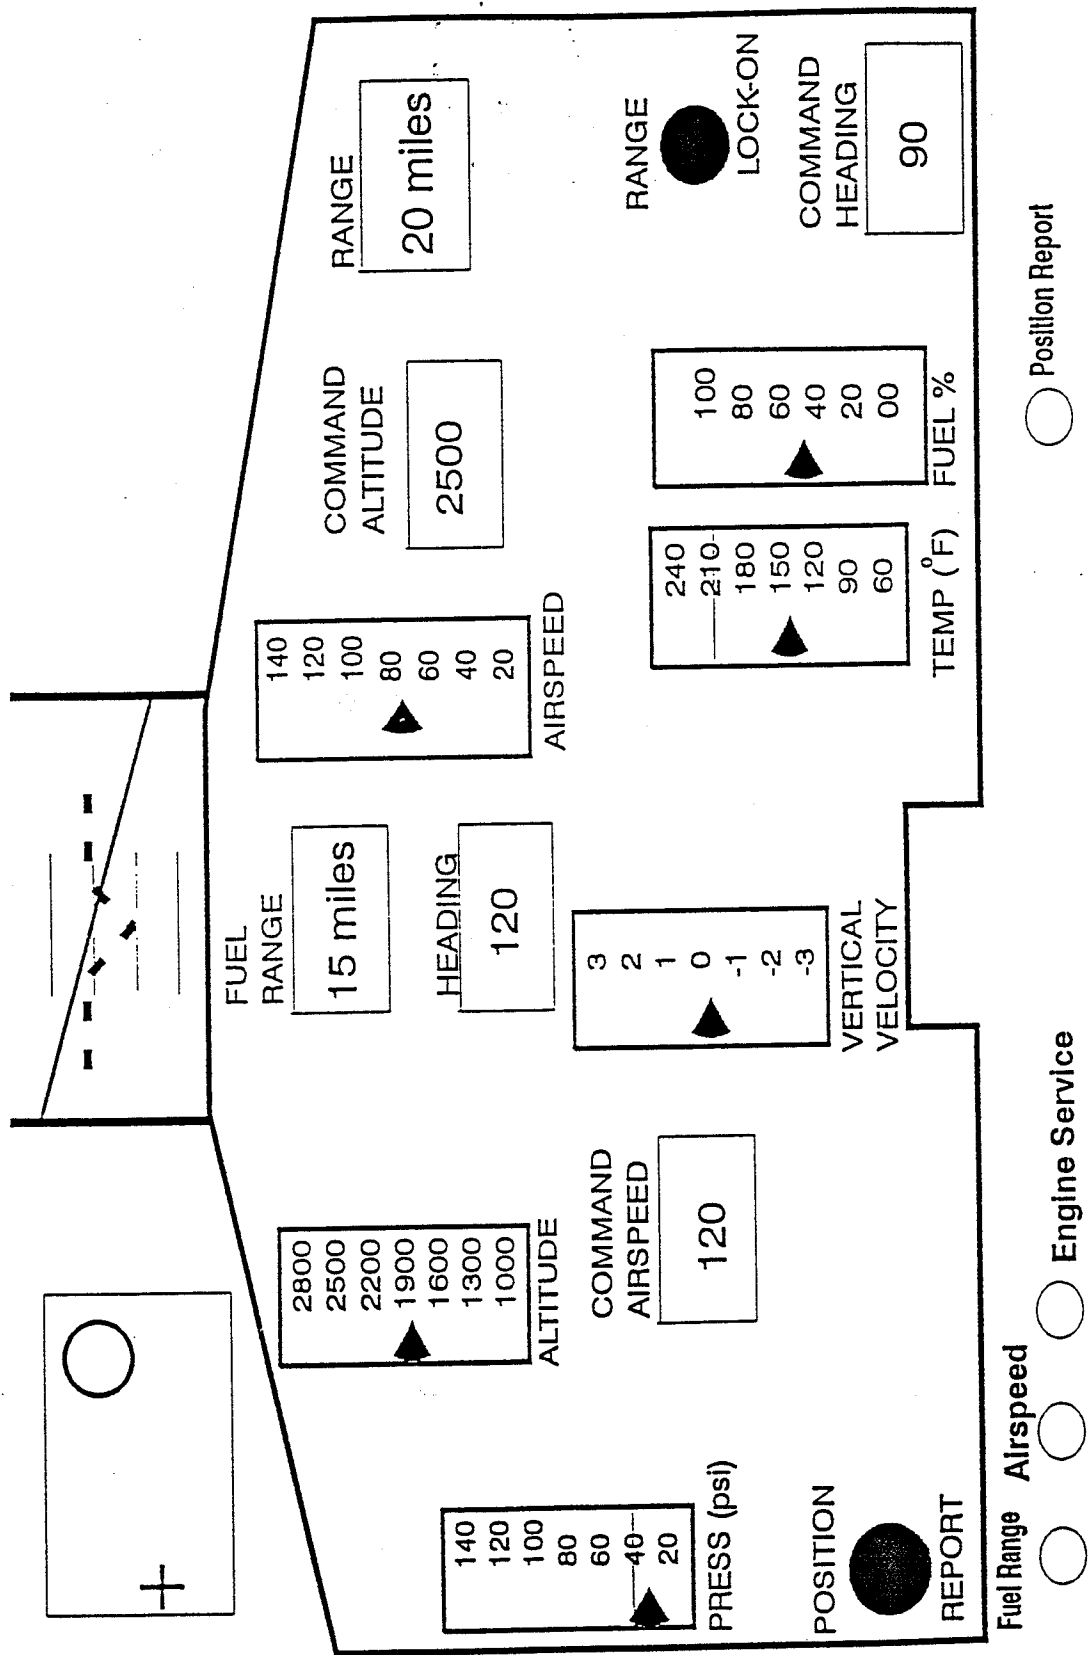 RANGE
20 miles
COMMAND
ALTITUDE
2500
140
120
100
80
60
40
20
AIRSPEED
FUEL
RANGE
15 miles
HEADING
120
2800
2500
2200
1900
1600
1300
1000
ALTITUDE
140
120
100
80
60
40
20
PRESS (psi)
COMMAND
AIRSPEED
120
3
2
1
0
-1
-2
-3
VERTICAL
VELOCITY
240
210
180
150
120
90
60
TEMP (°F)
100
80
60
40
20
00
FUEL %
RANGE
LOCK-ON
COMMAND
HEADING
90
POSITION
REPORT
Fuel Range
Airspeed
Engine Service
Position Report